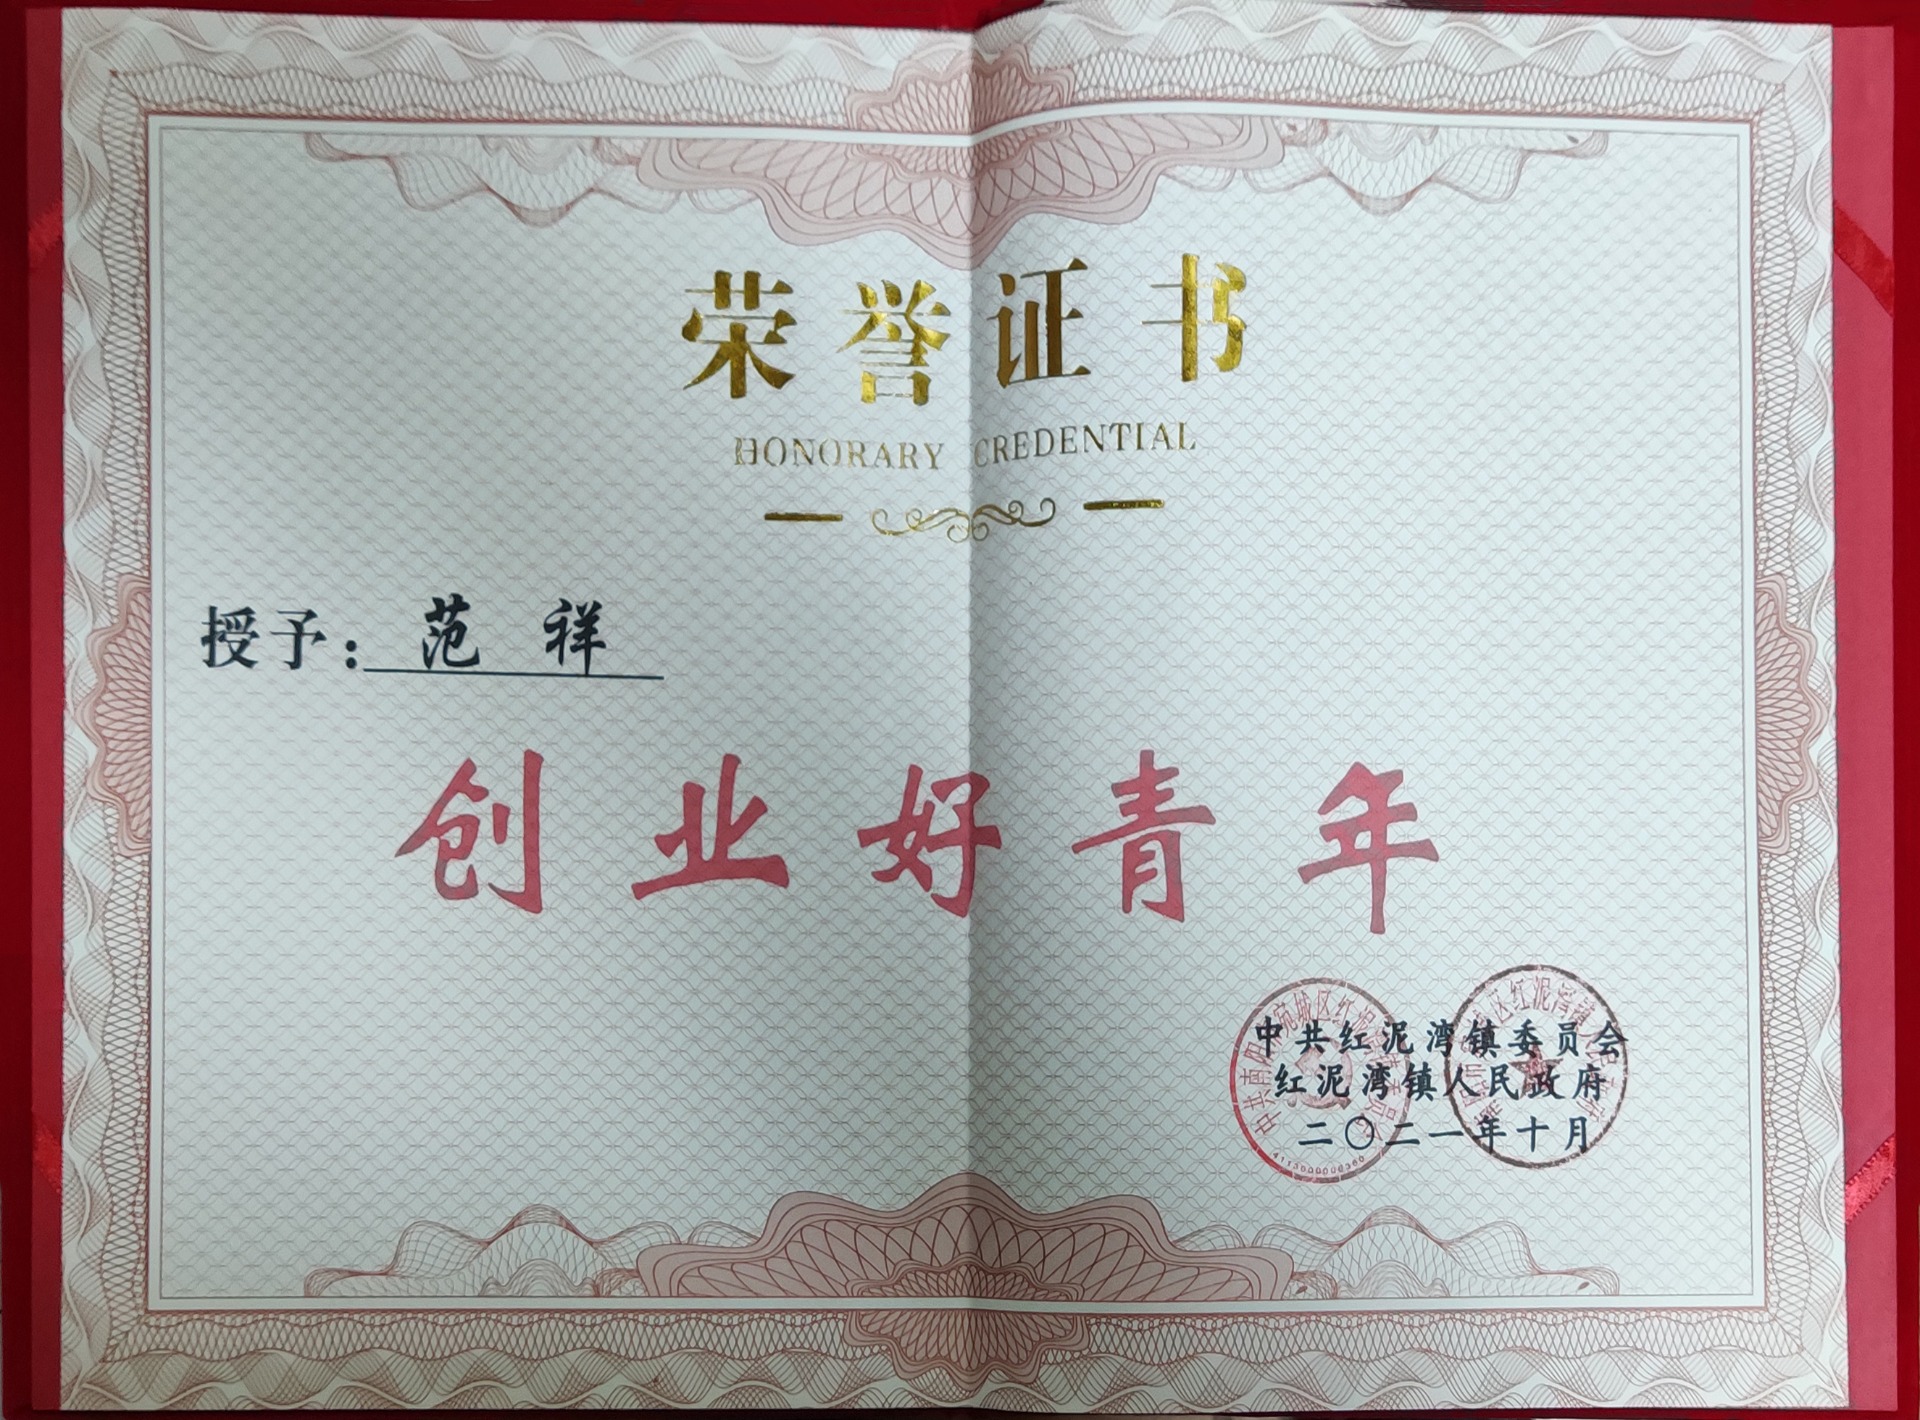 荣誉证书
HONORARY CREDENTIAL
授予：范 祥
创业好青年
中共红泥湾镇委员会
红泥湾镇人民政府
二〇二一年十月